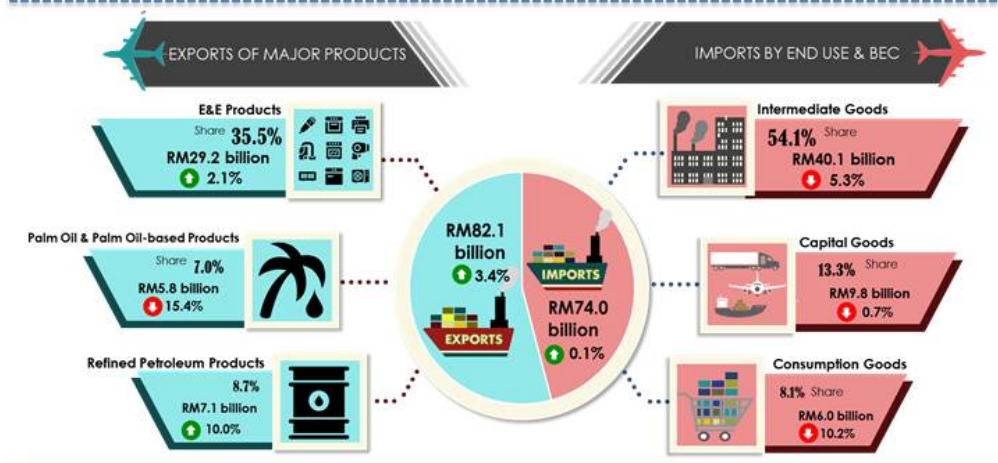 EXPORTS OF MAJOR PRODUCTS
IMPORTS BY END USE & BEC
E&E Products
Share 35.5%
RM29.2 billion
2.1%
Palm Oil & Palm Oil-based Products
Share 7.0%
RM5.8 billion
15.4%
Refined Petroleum Products
8.7%
RM7.1 billion
10.0%
RM82.1
billion
3.4%
EXPORTS
IMPORTS
RM74.0
billion
0.1%
Intermediate Goods
54.1% Share
RM40.1 billion
5.3%
Capital Goods
13.3% Share
RM9.8 billion
0.7%
Consumption Goods
8.1% Share
RM6.0 billion
10.2%